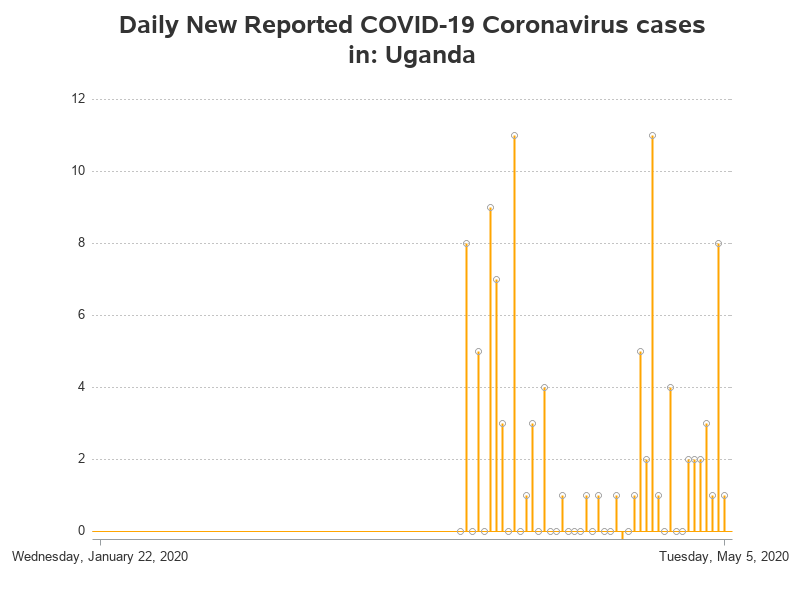 Daily New Reported COVID-19 Coronavirus cases
in: Uganda
12
10
8
6
4
2
0
Wednesday, January 22, 2020
Tuesday, May 5, 2020